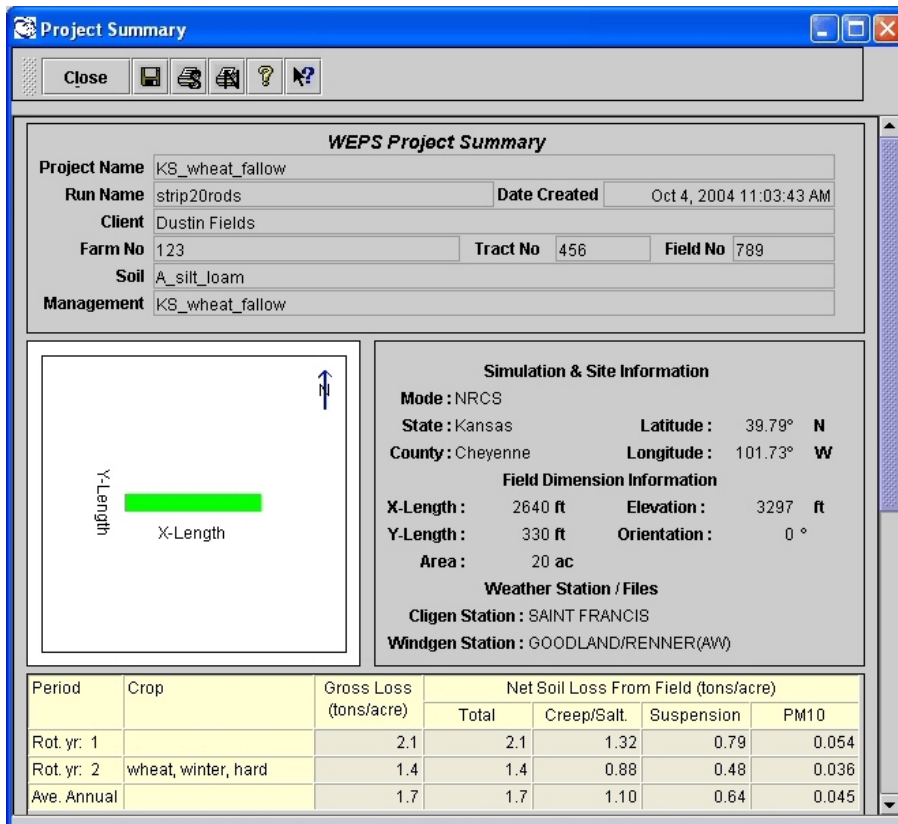 Project Summary
Close
WEPS Project Summary
Project Name KS_wheat_fallow
Run Name strip20rods Date Created Oct 4, 2004 11:03:43 AM
Client Dustin Fields
Farm No 123 Tract No 456 Field No 789
Soil A_silt_loam
Management KS_wheat_fallow
N
Y-Length
X-Length
Simulation & Site Information
Mode : NRCS
State : Kansas Latitude : 39.79° N
County : Cheyenne Longitude : 101.73° W
Field Dimension Information
X-Length : 2640 ft Elevation : 3297 ft
Y-Length : 330 ft Orientation : 0 °
Area : 20 ac
Weather Station / Files
Cligen Station : SAINT FRANCIS
Windgen Station : GOODLAND/RENNER(AW)
Period Crop Gross Loss (tons/acre) Net Soil Loss From Field (tons/acre)
Total Creep/Salt. Suspension PM10
Rot. yr: 1 2.1 2.1 1.32 0.79 0.054
Rot. yr: 2 wheat, winter, hard 1.4 1.4 0.88 0.48 0.036
Ave. Annual 1.7 1.7 1.10 0.64 0.045